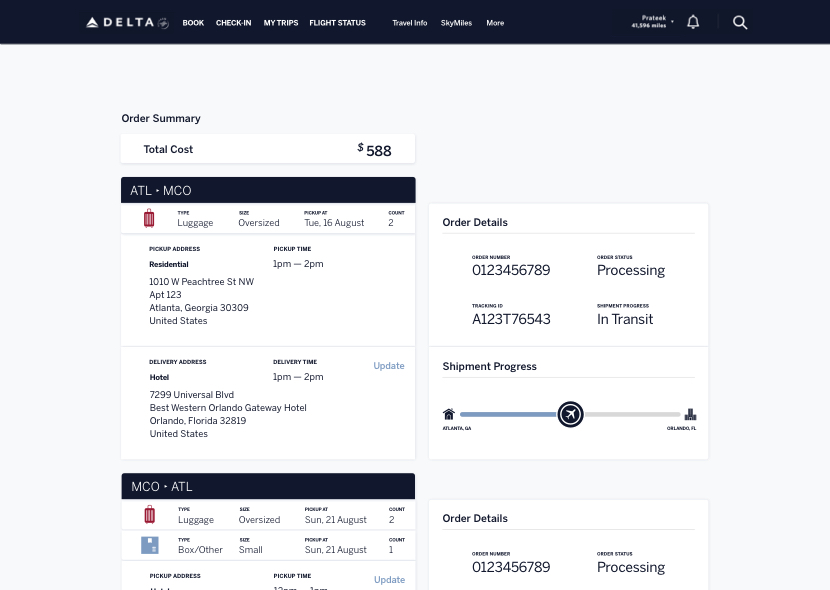 DELTA BOOK CHECK-IN MY TRIPS FLIGHT STATUS Travel Info SkyMiles More Prateek
41,596 miles
Order Summary
Total Cost $588
ATL • MCO
TYPE SIZE PICKUP AT COUNT
Luggage Oversized Tue, 16 August 2
PICKUP ADDRESS PICKUP TIME
Residential 1pm — 2pm
1010 W Peachtree St NW
Apt 123
Atlanta, Georgia 30309
United States
DELIVERY ADDRESS DELIVERY TIME Update
Hotel 1pm — 2pm
7299 Universal Blvd
Best Western Orlando Gateway Hotel
Orlando, Florida 32819
United States
Order Details
ORDER NUMBER ORDER STATUS
0123456789 Processing
TRACKING ID SHIPMENT PROGRESS
A123T76543 In Transit
Shipment Progress
ATLANTA, GA ORLANDO, FL
MCO • ATL
TYPE SIZE PICKUP AT COUNT
Luggage Oversized Sun, 21 August 2
TYPE SIZE PICKUP AT COUNT
Box/Other Small Sun, 21 August 1
PICKUP ADDRESS PICKUP TIME Update
Order Details
ORDER NUMBER ORDER STATUS
0123456789 Processing